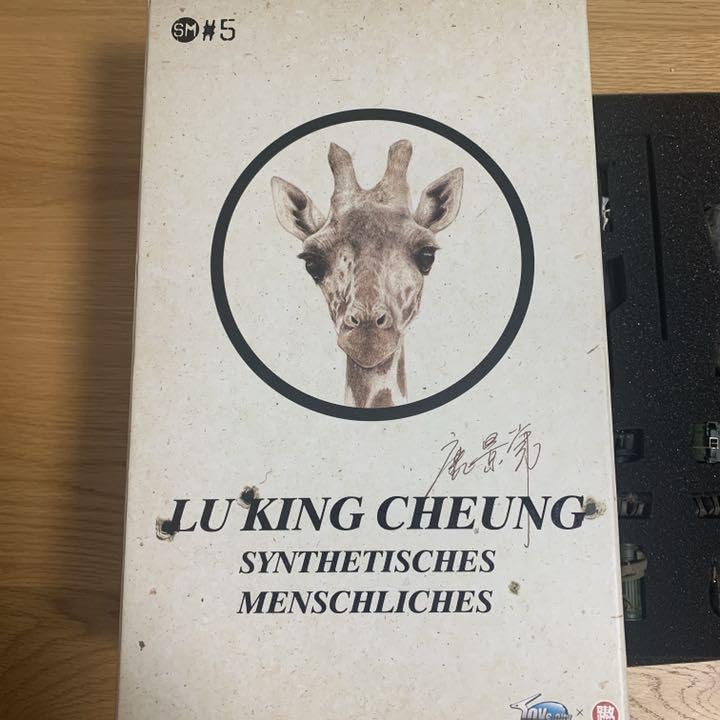 SM #5
LU KING CHEUNG
SYNTHETISCHES
MENSCHLICHES
×